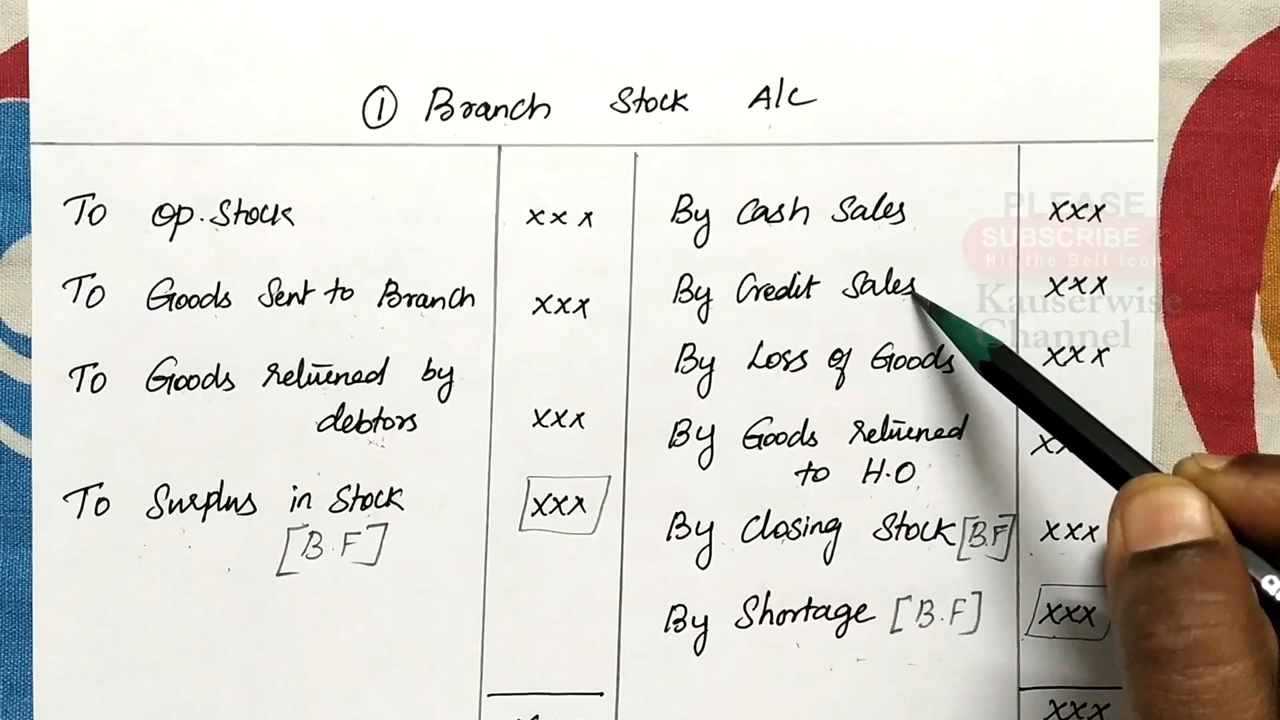 ① Branch Stock A/c
To Op. Stock xxx
To Goods Sent to Branch xxx
To Goods returned by
debtors xxx
To Surplus in Stock xxx
[B.F]
By Cash Sales xxx
By Credit Sales xxx
By Loss of Goods xxx
By Goods returned
to H.O
By Closing Stock [B.F] xxx
By Shortage [B.F] xxx
xxx
PLEASE
SUBSCRIBE
Hit the Bell Icon
Kauserwise
Channel